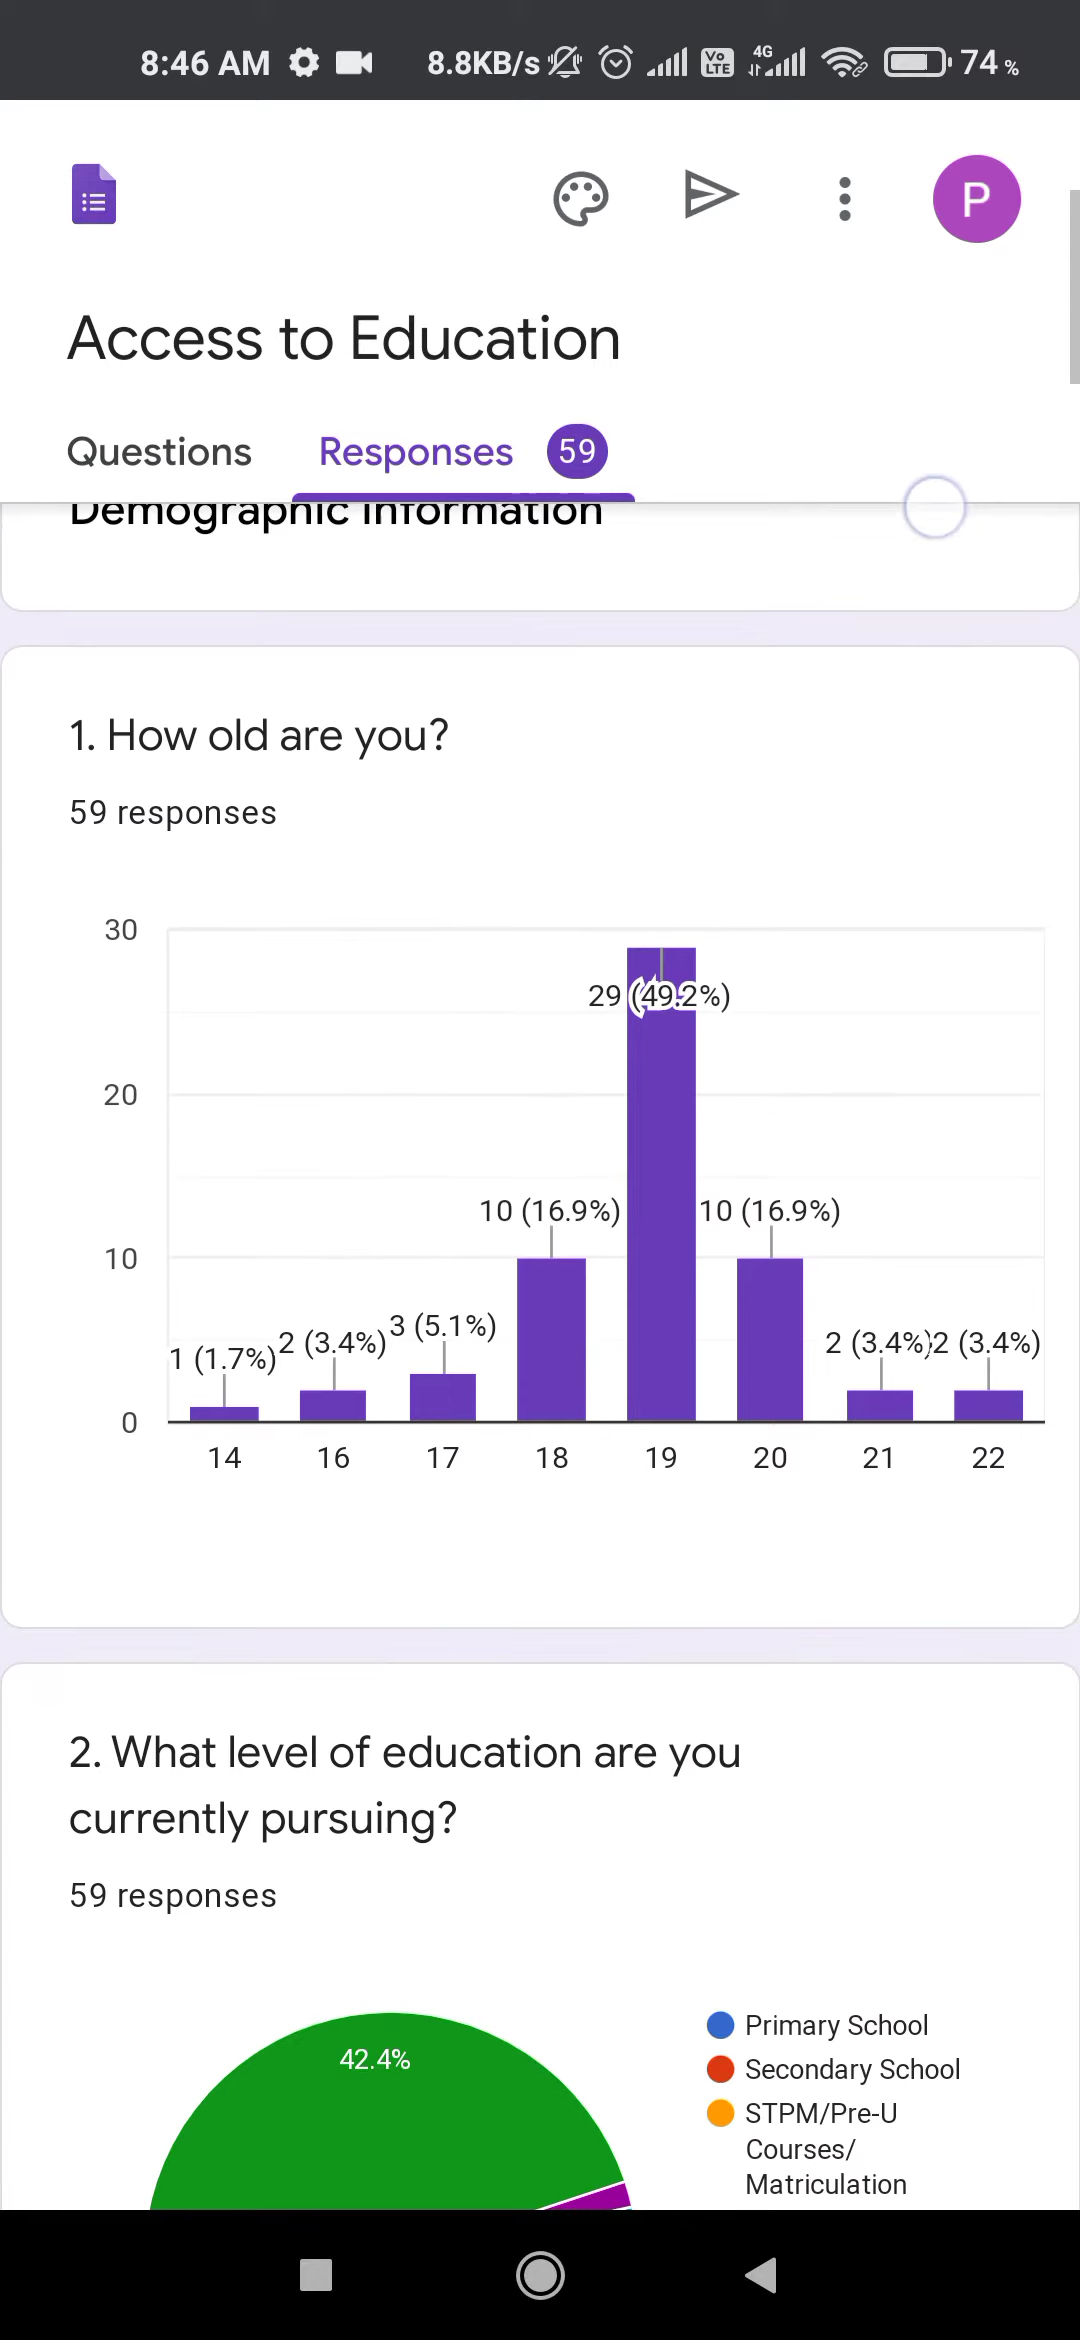 8:46 AM 8.8KB/s Vo LTE 4G 74 %
P
Access to Education
Questions Responses 59
Demographic Information
1. How old are you?
59 responses
30
29 (49.2%)
20
10 (16.9%) 10 (16.9%)
10
1 (1.7%) 2 (3.4%) 3 (5.1%) 2 (3.4%) 2 (3.4%)
0
14 16 17 18 19 20 21 22
2. What level of education are you
currently pursuing?
59 responses
42.4%
Primary School
Secondary School
STPM/Pre-U
Courses/
Matriculation